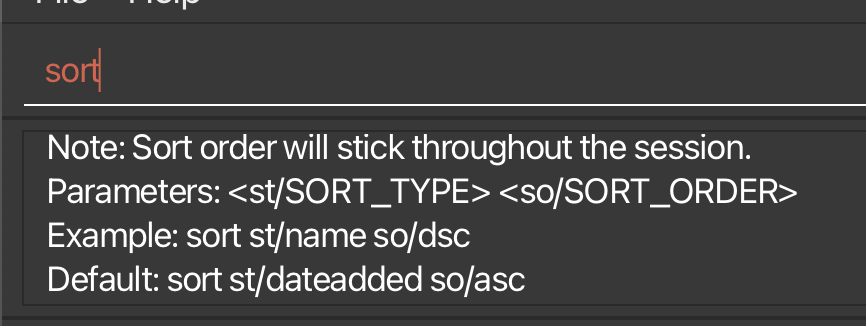 File Help
sort
Note: Sort order will stick throughout the session.
Parameters: <st/SORT_TYPE> <so/SORT_ORDER>
Example: sort st/name so/dsc
Default: sort st/dateadded so/asc